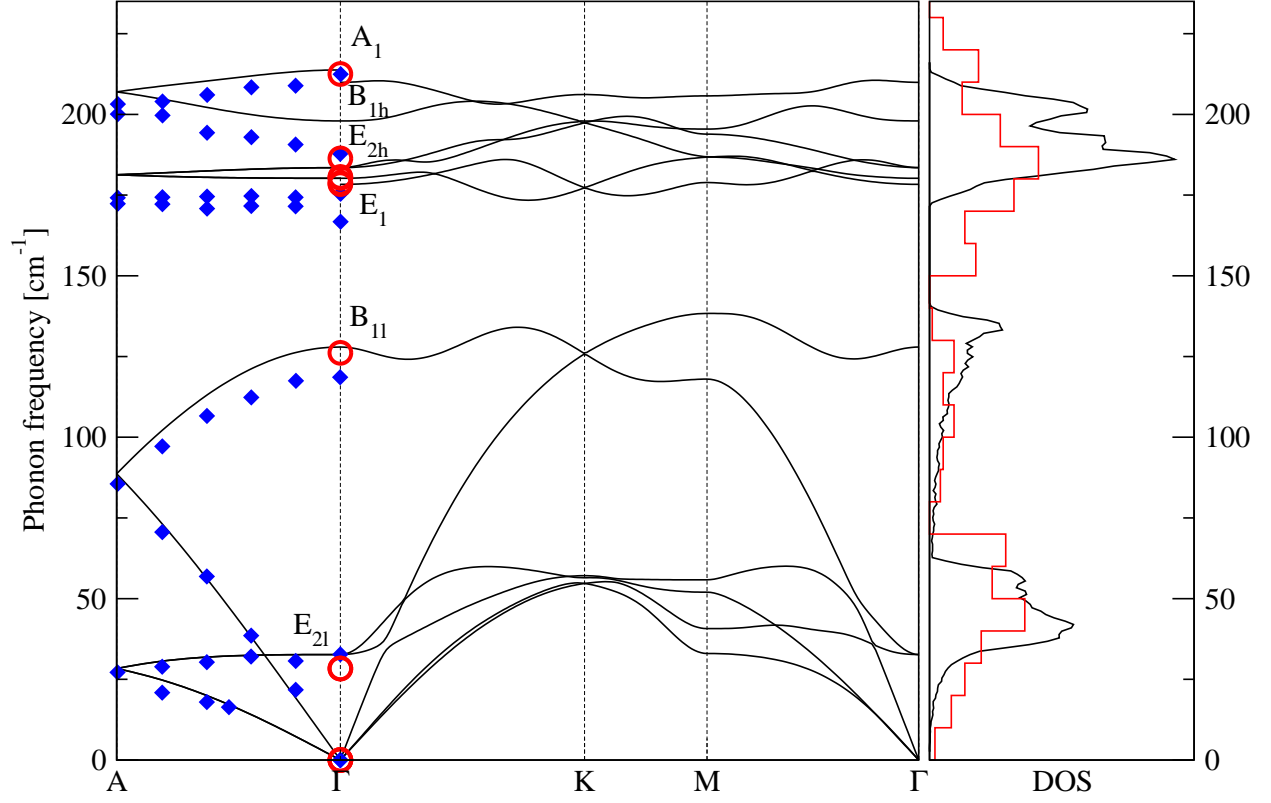 A1
B1h
E2h
E1
B1l
E2l
Phonon frequency [cm-1]
200
150
100
50
0
200
150
100
50
0
A
Γ
K
M
Γ
DOS